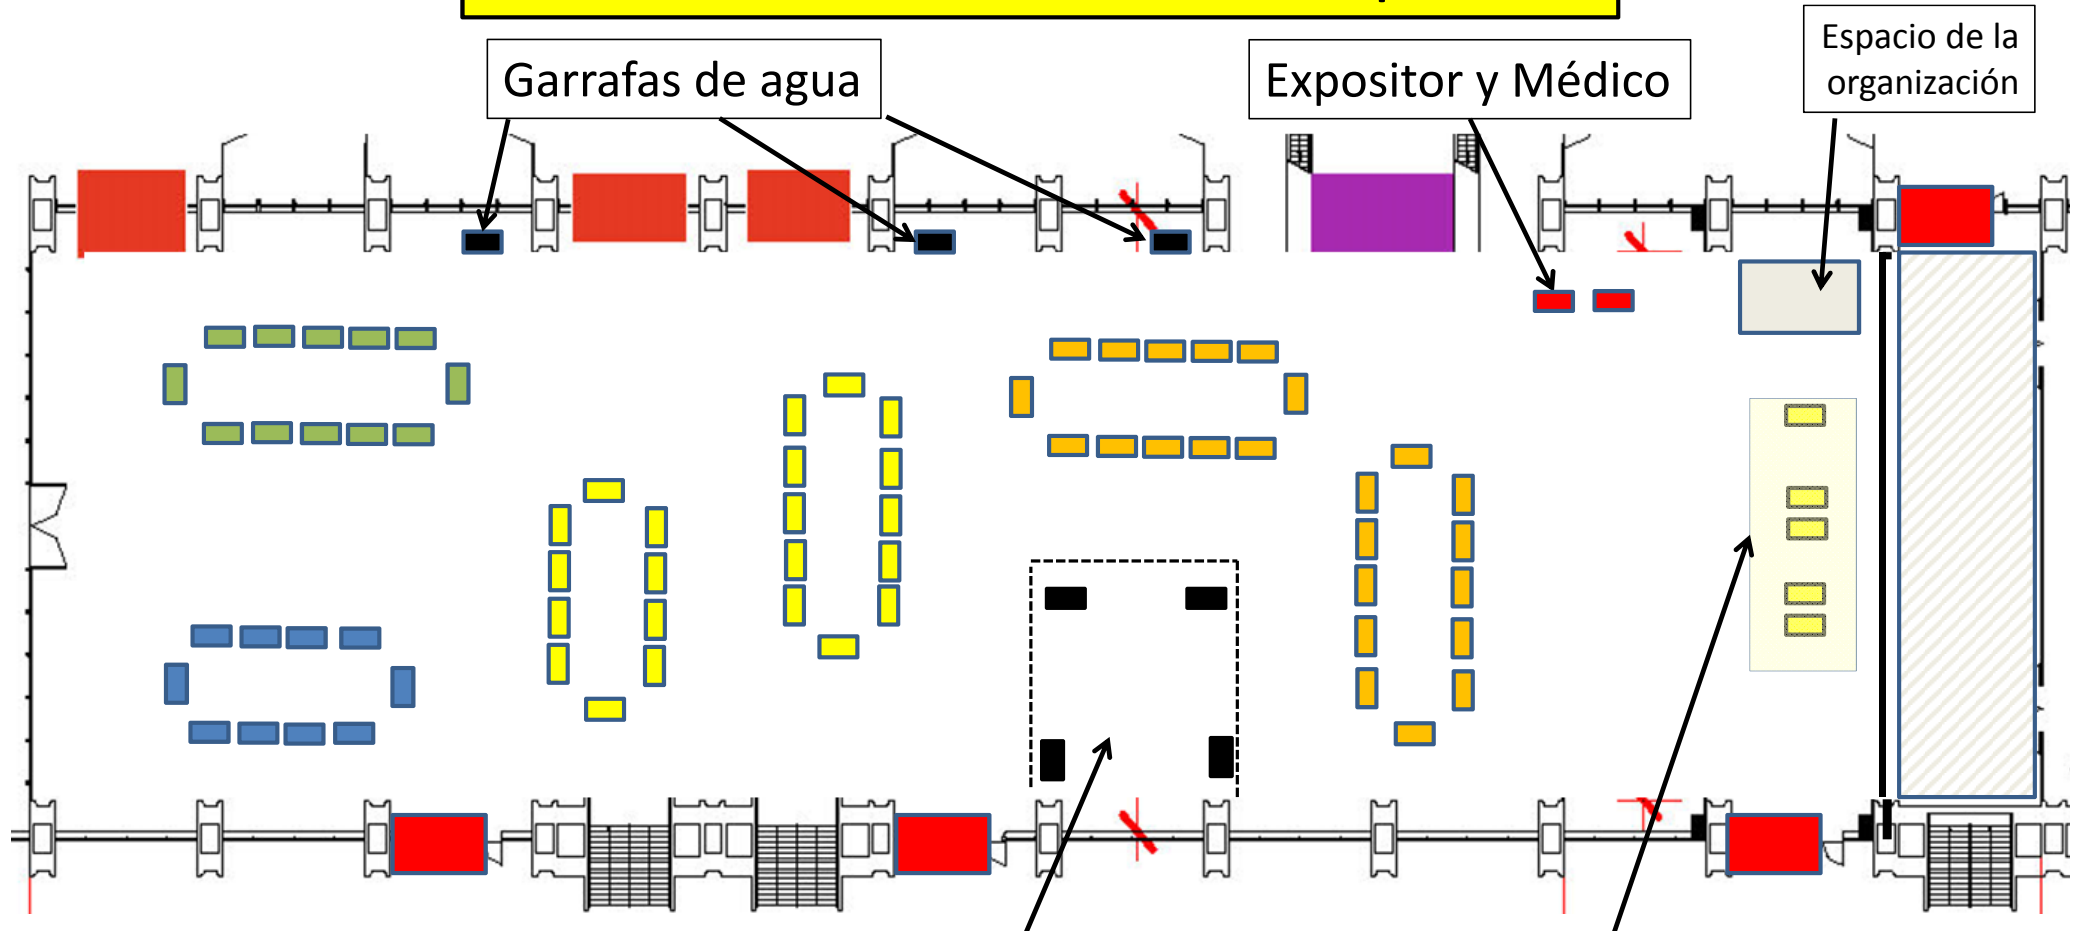 Garrafas de agua
Expositor y Médico
Espacio de la
organización